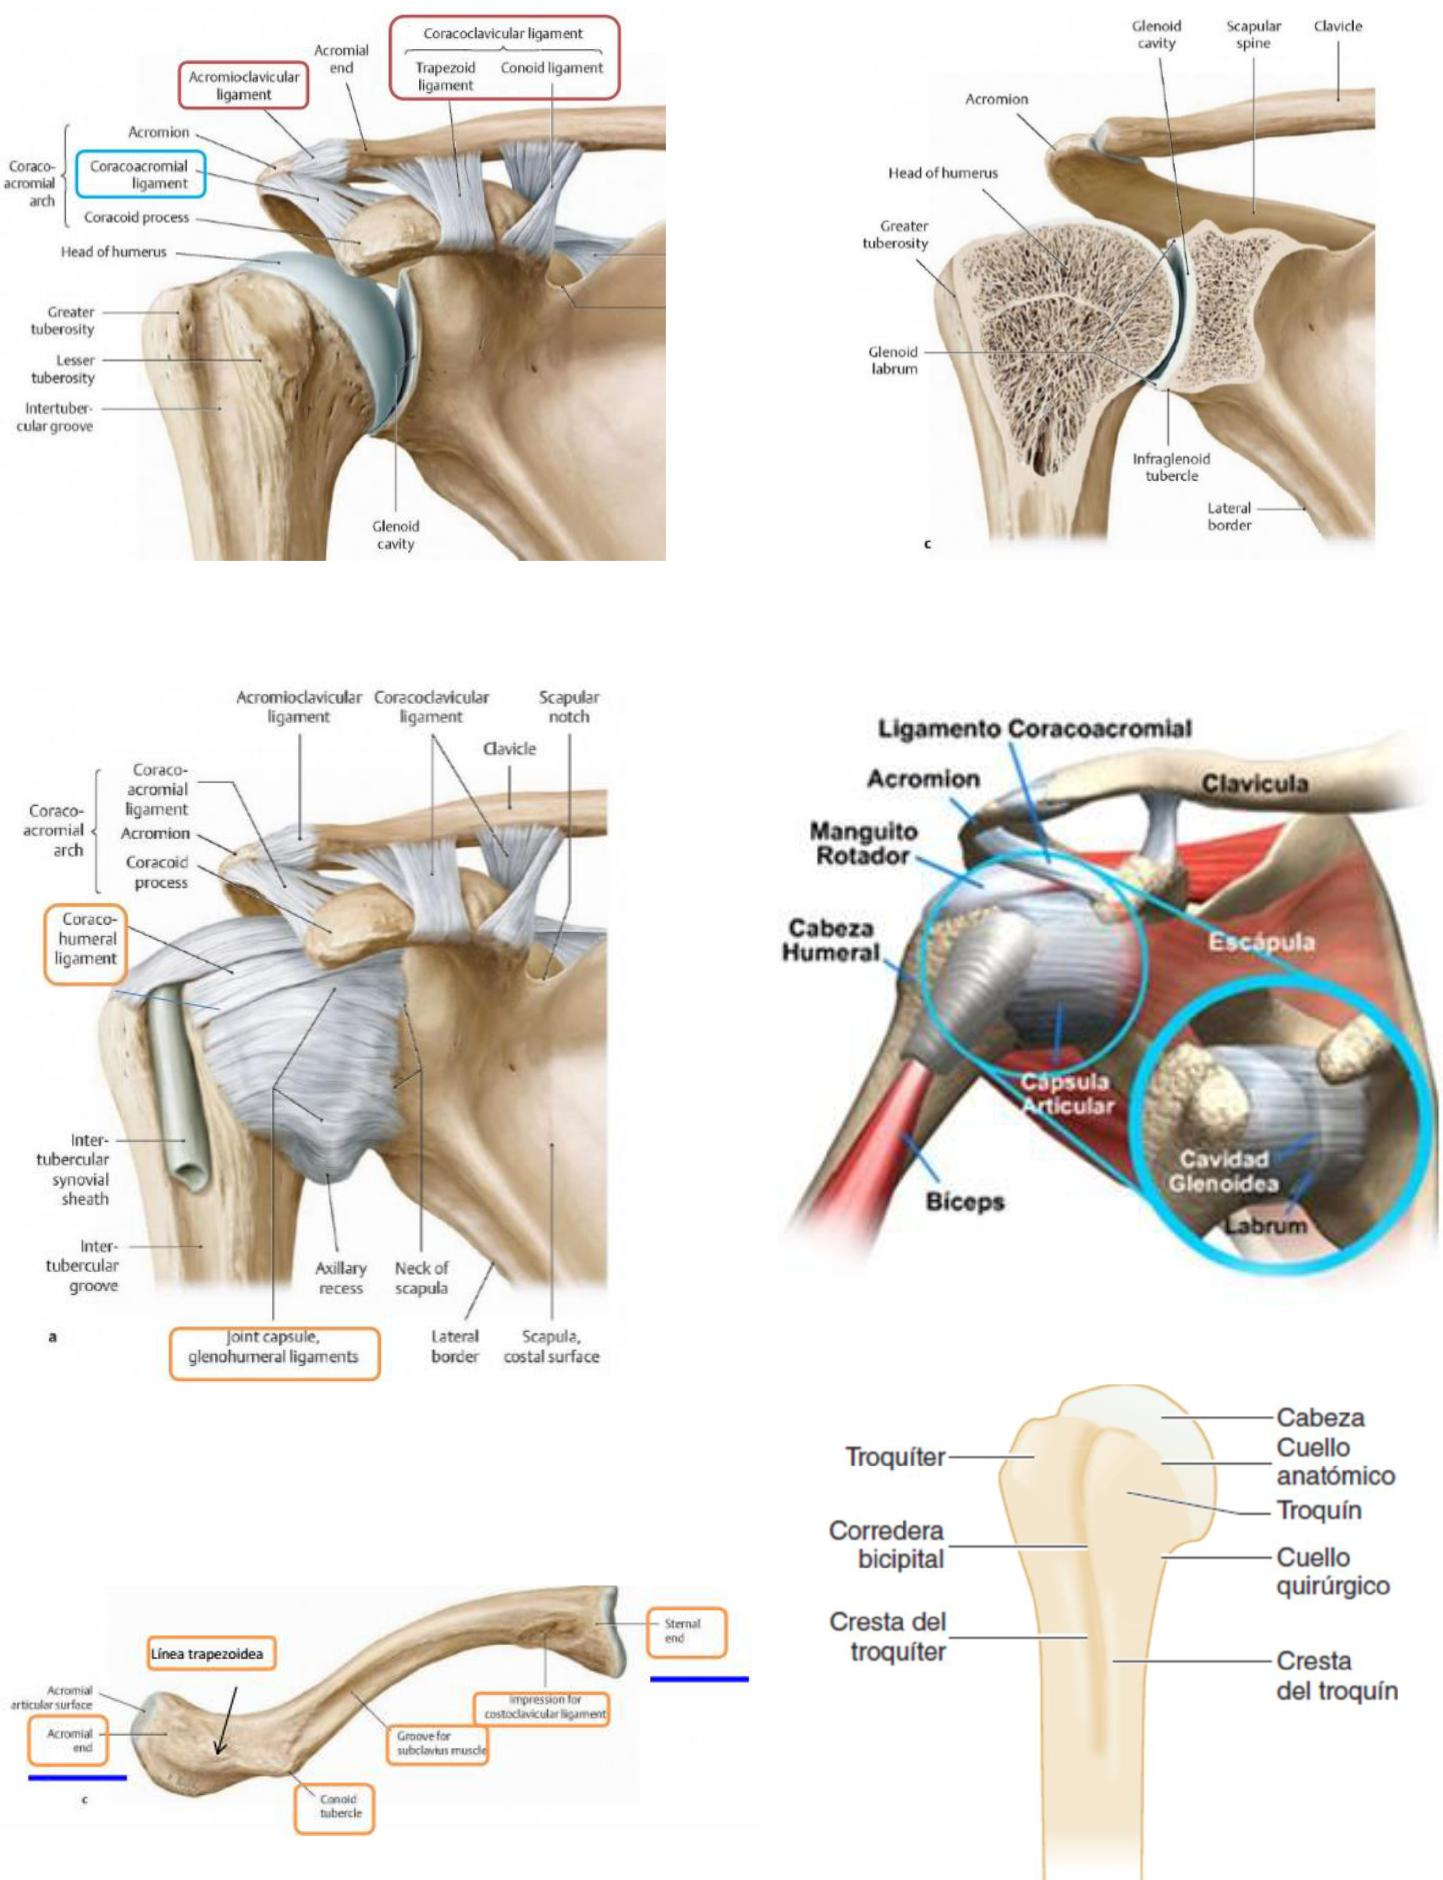 Coracoclavicular ligament
Trapezoid
ligament
Conoid ligament
Acromial
end
Acromioclavicular
ligament
Acromion
Coraco-
acromial
arch
Coracoacromial
ligament
Coracoid process
Head of humerus
Greater
tuberosity
Lesser
tuberosity
Intertuber-
cular groove
Glenoid
cavity
Glenoid
cavity
Scapular
spine
Clavicle
Acromion
Head of humerus
Greater
tuberosity
Glenoid
labrum
Infraglenoid
tubercle
Lateral
border
c
Acromioclavicular
ligament
Coracoclavicular
ligament
Scapular
notch
Clavicle
Coraco-
acromial
ligament
Coraco-
acromial
arch
Acromion
Coracoid
process
Coraco-
humeral
ligament
Inter-
tubercular
synovial
sheath
Inter-
tubercular
groove
Axillary
recess
Neck of
scapula
a
Joint capsule,
glenohumeral ligaments
Lateral
border
Scapula,
costal surface
Ligamento Coracoacromial
Acromion
Clavicula
Manguito
Rotador
Cabeza
Humeral
Escápula
Cápsula
Articular
Cavidad
Glenoidea
Labrum
Bíceps
Cabeza
Cuello
anatómico
Troquíter
Troquín
Corredera
bicipital
Cuello
quirúrgico
Cresta del
troquíter
Cresta
del troquín
Línea trapezoidea
Sternal
end
Acromial
articular surface
Acromial
end
Impression for
costoclavicular ligament
Groove for
subclavius muscle
Conoid
tubercle
c